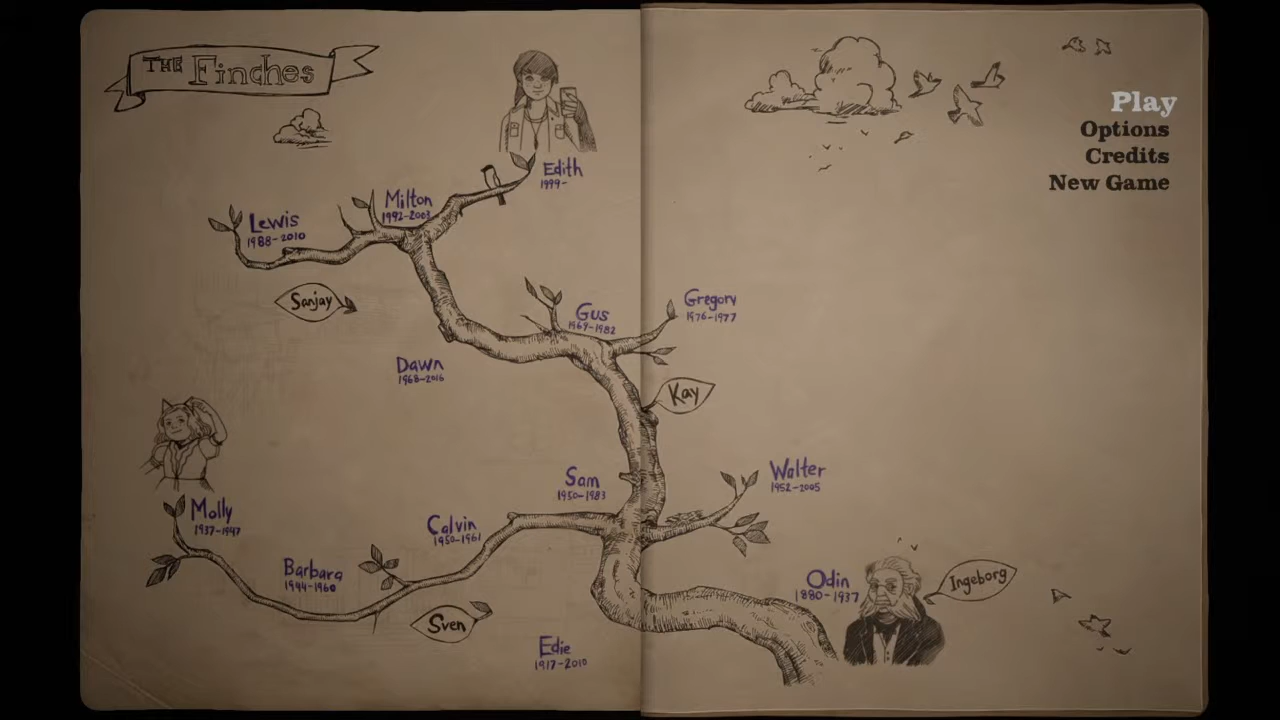 THE Finches
Play
Options
Credits
New Game
Edith
1999-
Milton
1992-2003
Lewis
1988-2010
Sanjay
Gus
1969-1982
Gregory
1976-1977
Dawn
1968-2016
Kay
Sam
1950-1983
Walter
1952-2005
Molly
1937-1947
Calvin
1950-1961
Barbara
1944-1960
Sven
Odin
1880-1937
Ingeborg
Edie
1917-2010